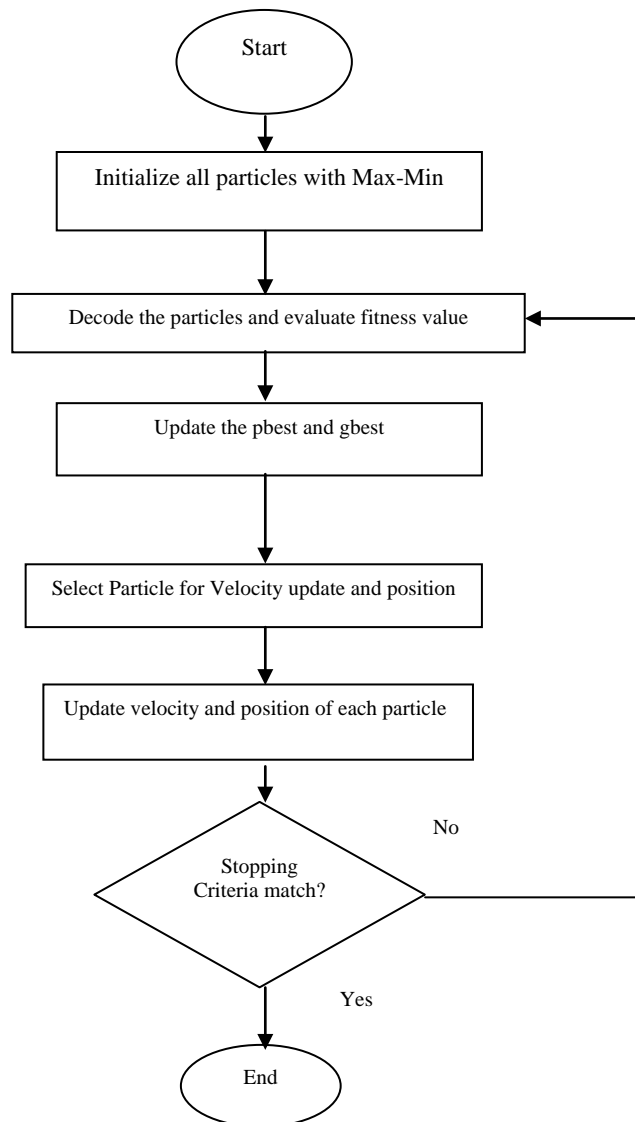 Start
Initialize all particles with Max-Min
Decode the particles and evaluate fitness value
Update the pbest and gbest
Select Particle for Velocity update and position
Update velocity and position of each particle
No
Stopping
Criteria match?
Yes
End